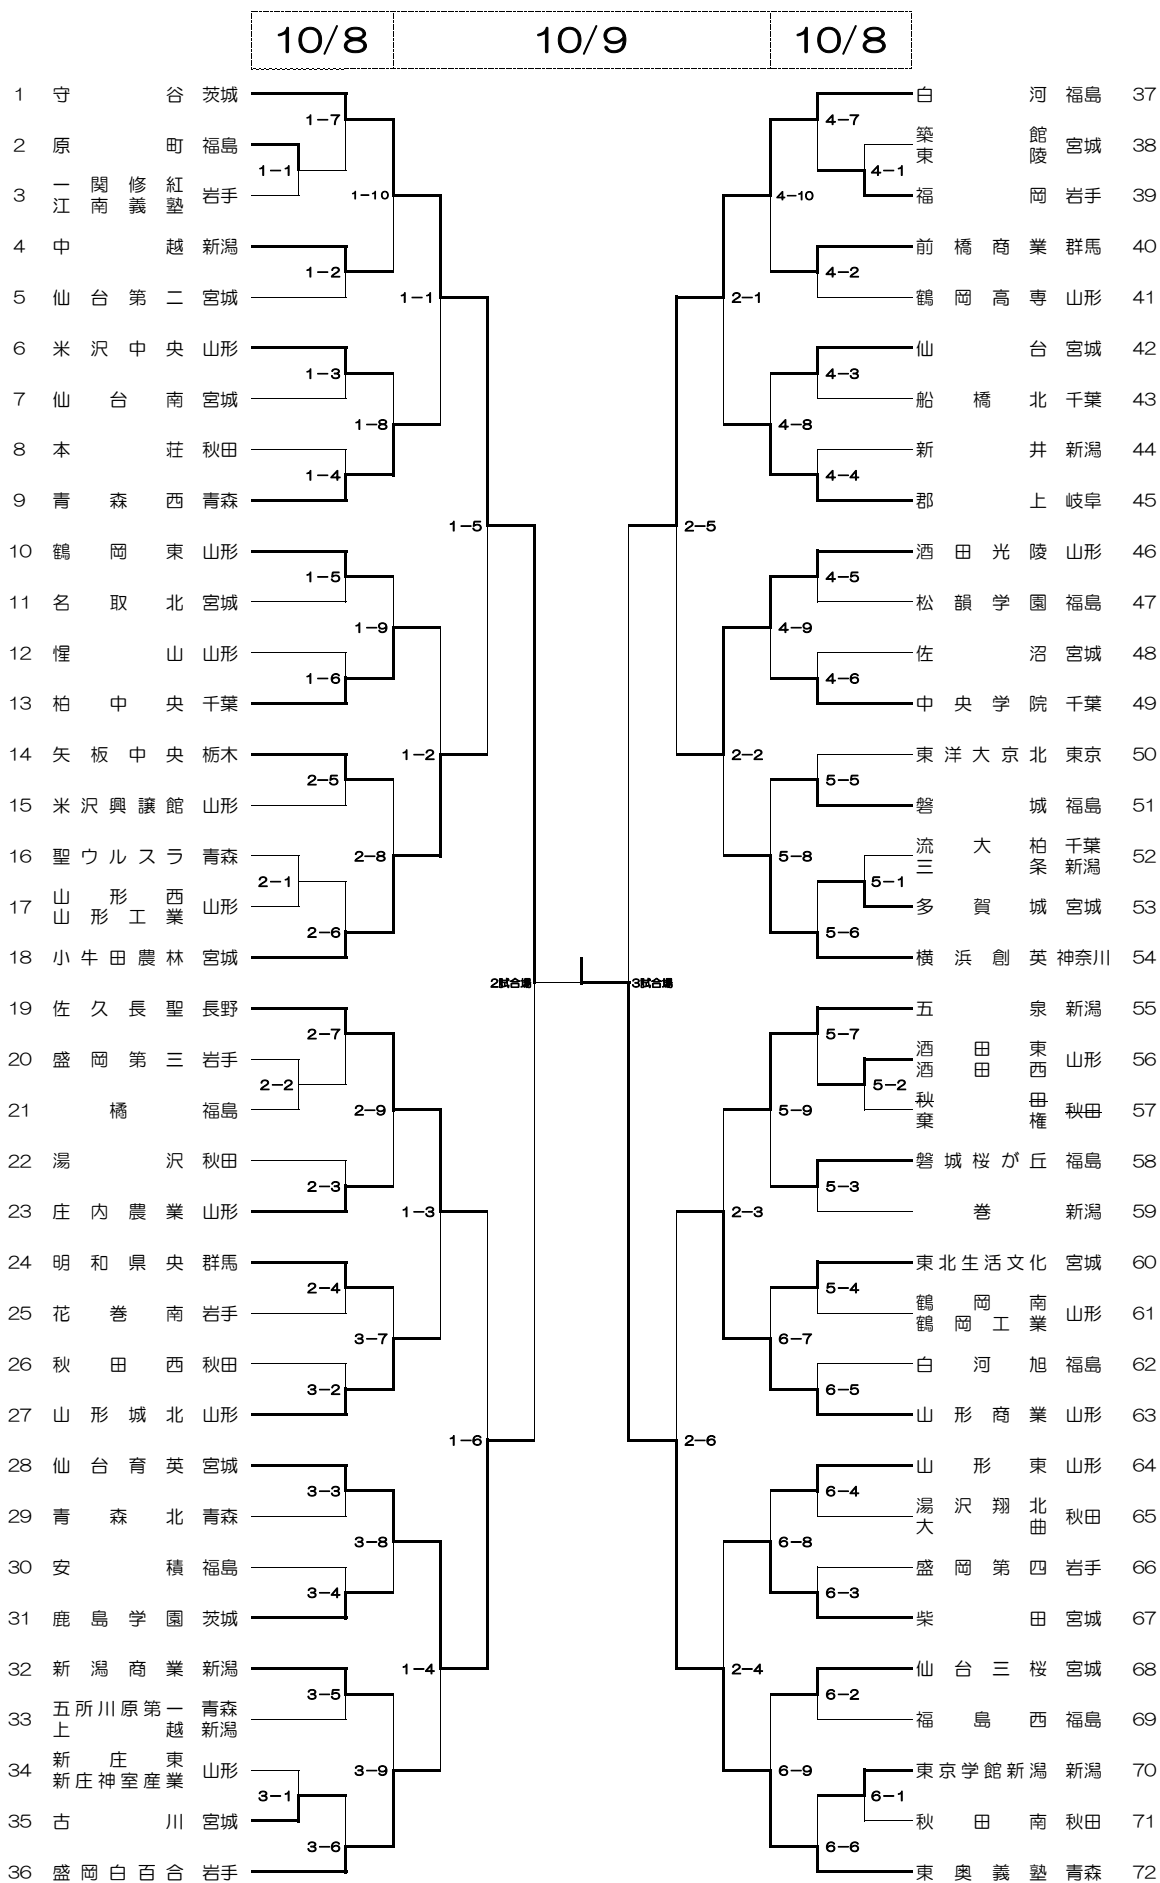 10/8 10/9 10/8
1 守谷 茨城
2 原町 福島
3 一関修紅 江南義塾 岩手
4 中越 新潟
5 仙台第二 宮城
6 米沢中央 山形
7 仙台南 宮城
8 本荘 秋田
9 青森西 青森
10 鶴岡東 山形
11 名取北 宮城
12 惺山 山形
13 柏中央 千葉
14 矢板中央 栃木
15 米沢興譲館 山形
16 聖ウルスラ 青森
17 山形西 山形工業 山形
18 小牛田農林 宮城
19 佐久長聖 長野
20 盛岡第三 岩手
21 橘 福島
22 湯沢 秋田
23 庄内農業 山形
24 明和県央 群馬
25 花巻南 岩手
26 秋田西 秋田
27 山形城北 山形
28 仙台育英 宮城
29 青森北 青森
30 安積 福島
31 鹿島学園 茨城
32 新潟商業 新潟
33 五所川原第一 青森 上越 新潟
34 新庄東 新庄神室産業 山形
35 古川 宮城
36 盛岡白百合 岩手
1-7
1-1
1-10
1-2
1-1
1-3
1-8
1-4
1-5
1-5
1-9
1-6
1-2
2-5
2-8
2-1
2-6
2試合場
2-7
2-2
2-9
2-3
1-3
2-4
3-7
3-2
1-6
3-3
3-8
3-4
1-4
3-5
3-9
3-1
3-6
4-7
4-1
4-10
4-2
2-1
4-3
4-8
4-4
2-5
4-5
4-9
4-6
2-2
5-5
5-8
5-1
5-6
3試合場
5-7
5-2
5-9
5-3
2-3
5-4
6-7
6-5
2-6
6-4
6-8
6-3
2-4
6-2
6-9
6-1
6-6
白河 福島 37
築館 東陵 宮城 38
福岡 岩手 39
前橋商業 群馬 40
鶴岡高専 山形 41
仙台 宮城 42
船橋北 千葉 43
新井 新潟 44
郡上 岐阜 45
酒田光陵 山形 46
松韻学園 福島 47
佐沼 宮城 48
中央学院 千葉 49
東洋大京北 東京 50
磐城 福島 51
流大柏 千葉 三条 新潟 52
多賀城 宮城 53
横浜創英 神奈川 54
五泉 新潟 55
酒田東 酒田西 山形 56
秋田 棄権 秋田 57
磐城桜が丘 福島 58
巻 新潟 59
東北生活文化 宮城 60
鶴岡南 鶴岡工業 山形 61
白河旭 福島 62
山形商業 山形 63
山形東 山形 64
湯沢翔北 大曲 秋田 65
盛岡第四 岩手 66
柴田 宮城 67
仙台三桜 宮城 68
福島西 福島 69
東京学館新潟 新潟 70
秋田南 秋田 71
東奥義塾 青森 72